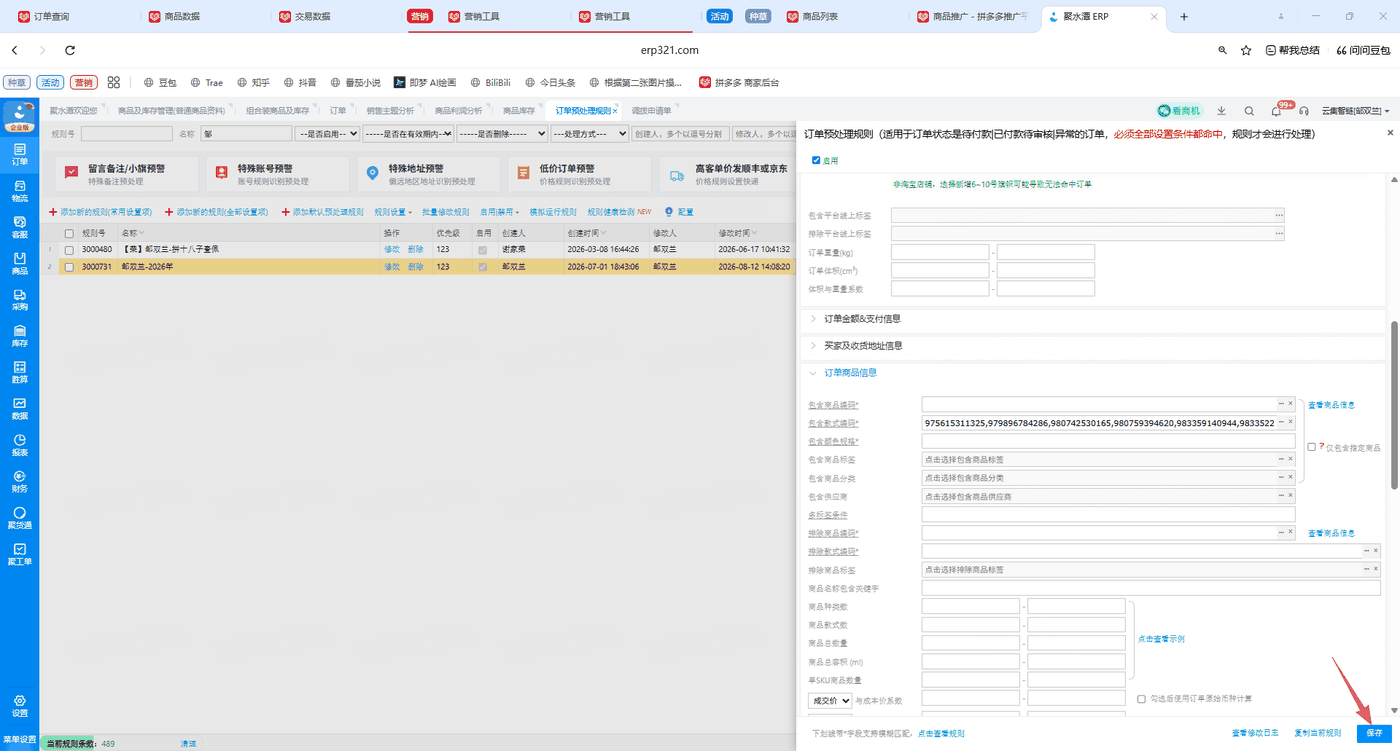 订单查询 商品数据 交易数据 营销 营销工具 营销工具 活动 种草 商品列表 商品推广 - 拼多多推广平 聚水潭 ERP
erp321.com 帮我总结 问问豆包
种草 活动 营销 豆包 Trae 知乎 抖音 番茄小说 即梦 AI绘画 BiliBili 今日头条 根据第二张图片描... 拼多多 商家后台
企业版
订单
物流
客服
商品
采购
库存
胜算
数据
报表
财务
聚货通
聚工单
设置
菜单设置
聚水潭欢迎您 商品及库存管理(普通商品资料) 组合装商品及库存 订单 销售主题分析 商品利润分析 商品库存 订单预处理规则 × 调拨申请单 看商机 99+ 云集智链[邮双兰]
规则号 名称 邹 --是否启用-- -----是否在有效期内-- -----是否删除----- ---处理方式--- 创建人，多个以逗号分割 修改人，多个以逗
留言备注/小旗预警
特殊备注预处理
特殊账号预警
账号规则识别预处理
特殊地址预警
偏远地区地址识别预处理
低价订单预警
价格规则识别预处理
高客单价发顺丰或京东
价格规则设置快递
添加新的规则(常用设置项) 添加新的规则(全部设置项) 添加默认预处理规则 规则设置 批量修改规则 启用|禁用 模拟运行规则 规则健康检测 NEW 配置
规则号 名称 操作 优先级 启用 创建人 创建时间 修改人 修改时间
1 3000480 【荣】邮双兰-拼十八子壹佩 修改 删除 123 谢家荣 2026-03-08 16:44:26 邮双兰 2026-06-17 10:41:32
2 3000731 邮双兰-2026年 修改 删除 123 邮双兰 2026-07-01 18:43:06 邮双兰 2026-08-12 14:08:20
当前规则条数：489 清理
订单预处理规则（适用于订单状态是待付款|已付款待审核|异常的订单，必须全部设置条件都命中，规则才会进行处理）
启用
非淘宝店铺，选择新增6~10号旗帜可能导致无法命中订单
包含平台线上标签
排除平台线上标签
订单重量(kg) -
订单体积(cm³) -
体积与重量系数 -
订单金额&支付信息
买家及收货地址信息
订单商品信息
包含商品编码* 查看商品信息
包含款式编码* 975615311325,979896784286,980742530165,980759394620,983359140944,9833522
包含颜色规格* ? 仅包含指定商品
包含商品标签 点击选择包含商品标签
包含商品分类 点击选择包含商品分类
包含供应商 点击选择包含商品供应商
多标签条件
排除商品编码* 查看商品信息
排除款式编码*
排除商品标签 点击选择排除商品标签
商品名称包含关键字
商品种类数 -
商品款式数 -
商品总数量 - 点击查看示例
商品总容积 (ml) -
单SKU商品数量 -
成交价 与成本价系数 - 勾选后使用订单原始币种计算
下划线带*字段支持模糊匹配，点击查看规则 查看修改日志 复制当前规则 保存